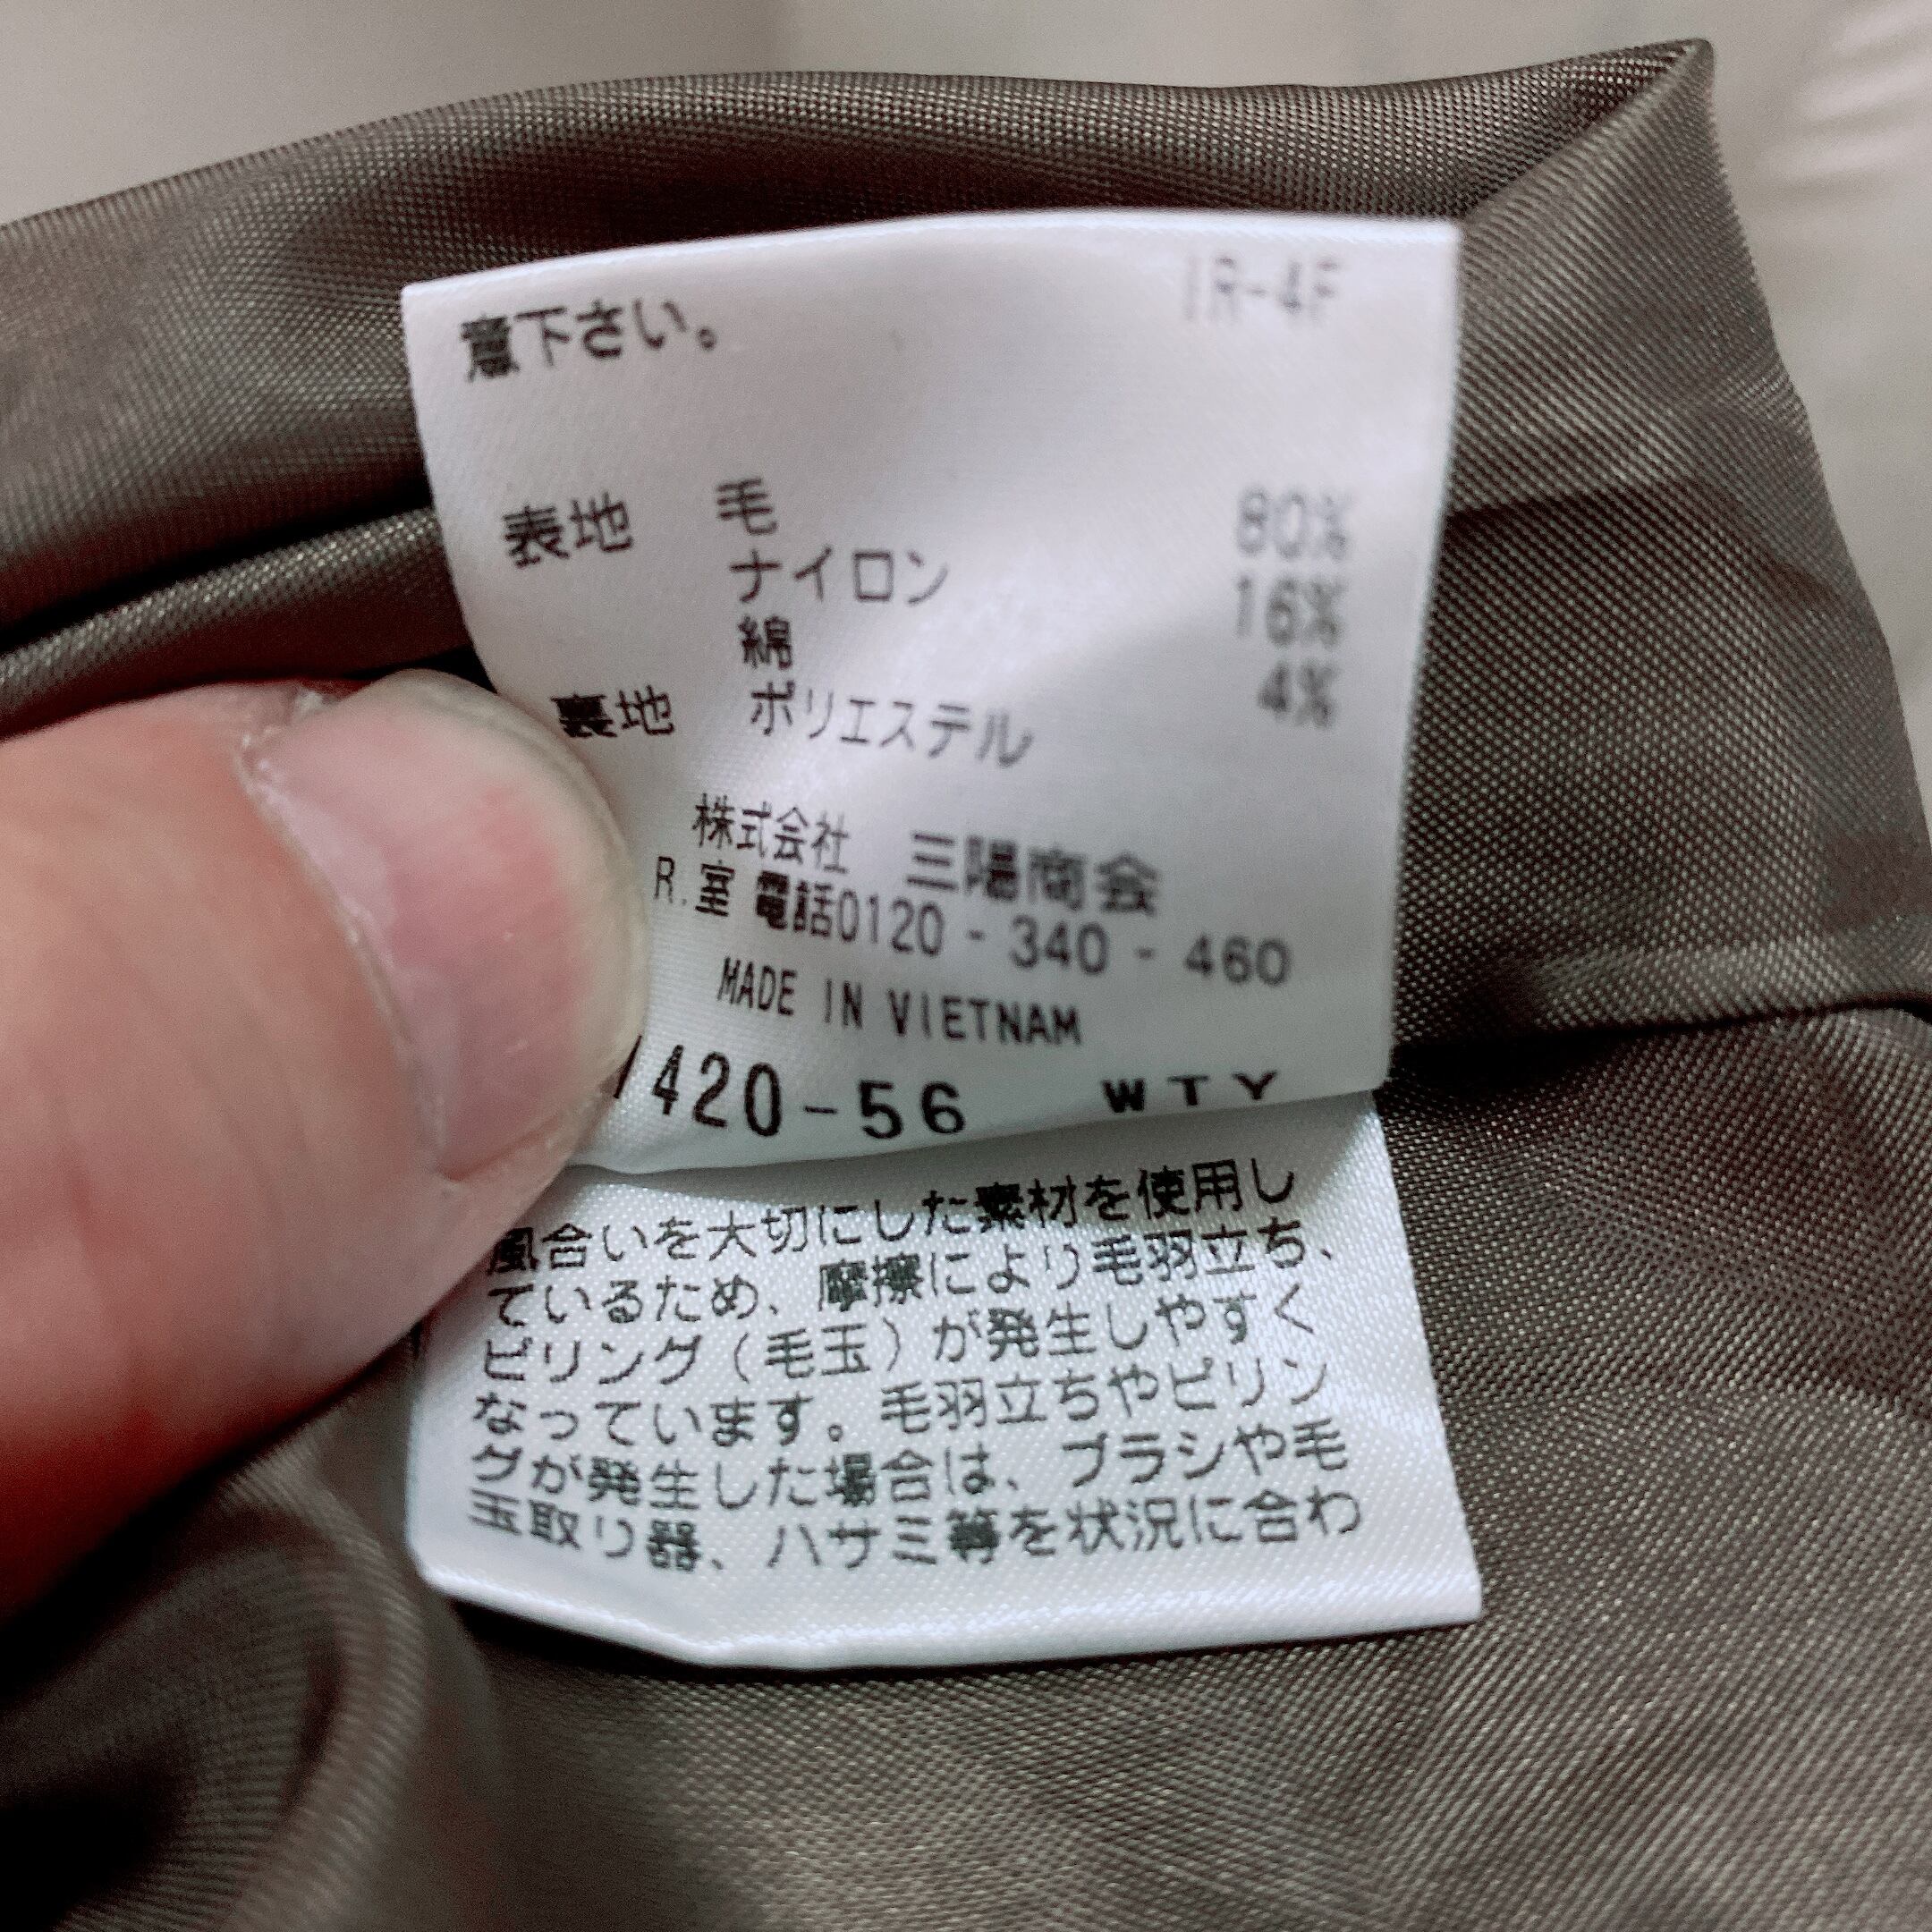 意下さい。 IR-4F
表地 毛 80%
ナイロン 16%
綿 4%
裏地 ポリエステル
株式会社 三陽商会
R.室 電話0120-340-460
MADE IN VIETNAM
420-56 WTY
風合いを大切にした素材を使用し
ているため、摩擦により毛羽立ち、
ピリング(毛玉)が発生しやすく
なっています。毛羽立ちやピリン
グが発生した場合は、ブラシや毛
玉取り器、ハサミ等を状況に合わ